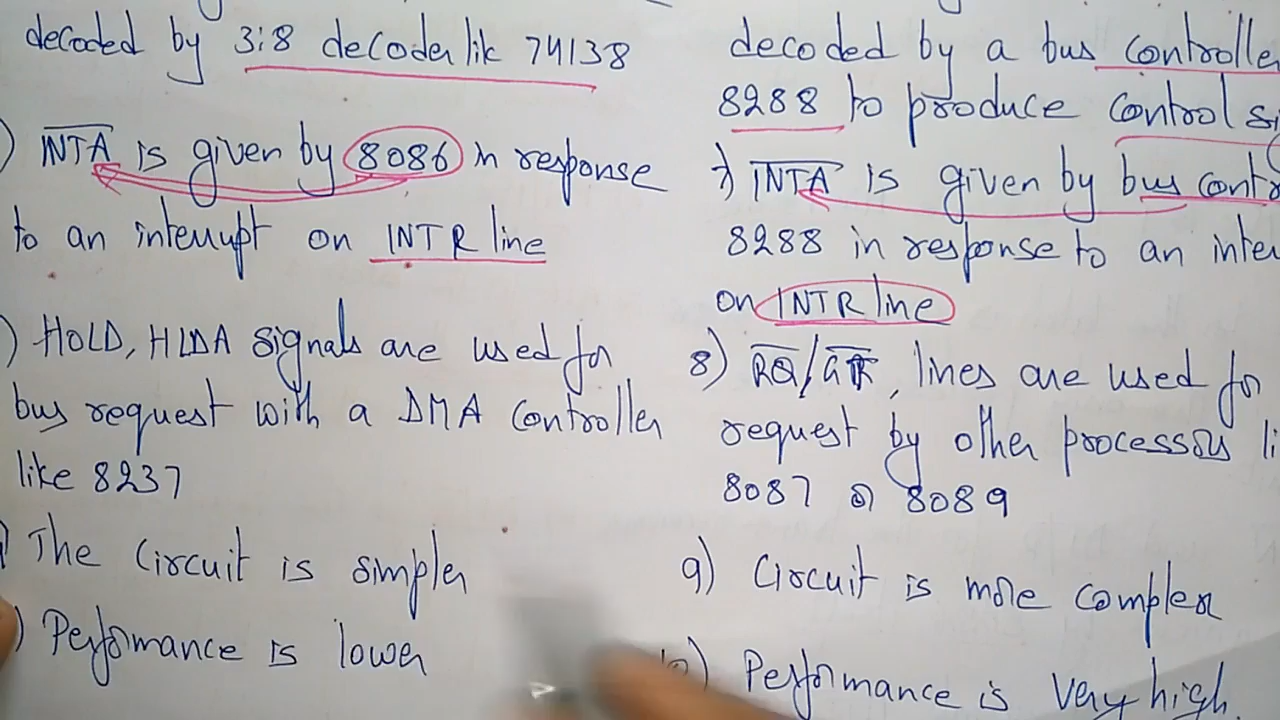 decoded by 3:8 decoder lik 74138
) INTA is given by 8086 in response
to an interrupt on INTR line
) HOLD, HLDA signals are used for
bus request with a DMA Controller
like 8237
) The Circuit is simpler
) Performance is lower
decoded by a bus controlle
8288 to produce control si
7) INTA is given by bus contr
8288 in response to an inte
on INTR line
8) RQ/GT, lines are used for
request by other processors li
8087 or 8089
9) Circuit is more complex
) Performance is very high.